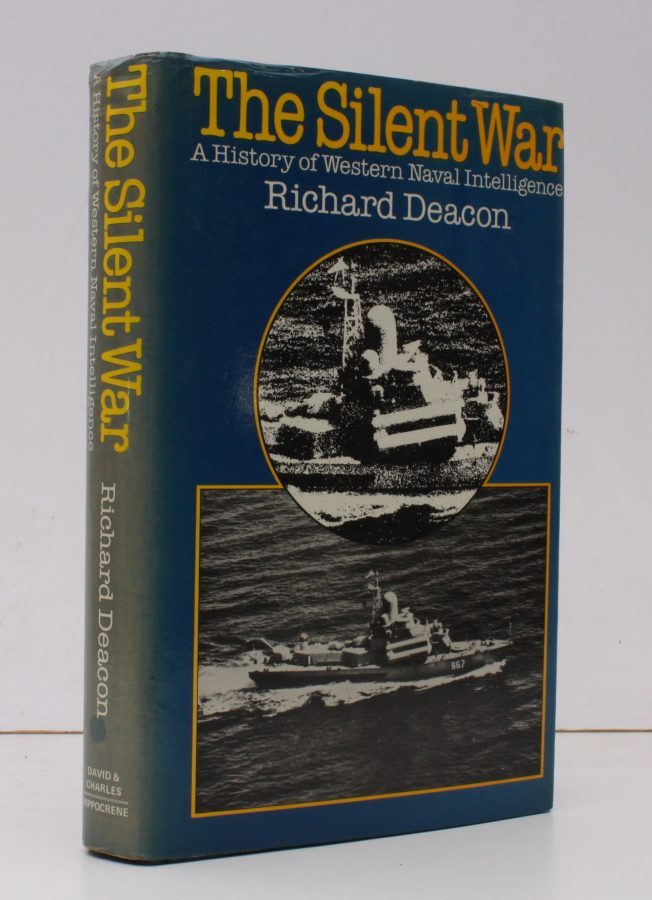 The Silent War
A History of Western Naval Intelligence
Richard Deacon
967
The Silent War
A History of Western Naval Intelligence
Richard Deacon
DAVID &
CHARLES
HIPPOCRENE